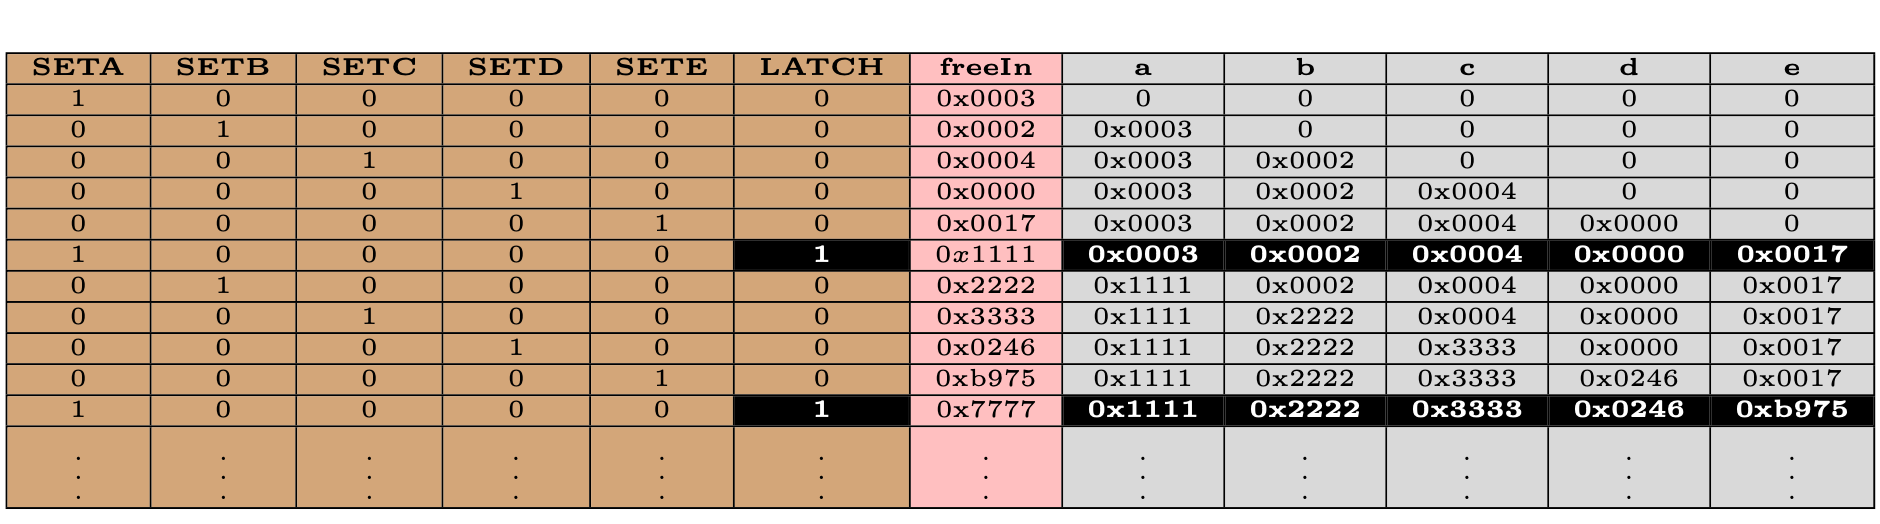 SETA SETB SETC SETD SETE LATCH freeIn a b c d e
1 0 0 0 0 0 0x0003 0 0 0 0 0
0 1 0 0 0 0 0x0002 0x0003 0 0 0 0
0 0 1 0 0 0 0x0004 0x0003 0x0002 0 0 0
0 0 0 1 0 0 0x0000 0x0003 0x0002 0x0004 0 0
0 0 0 0 1 0 0x0017 0x0003 0x0002 0x0004 0x0000 0
1 0 0 0 0 1 0x1111 0x0003 0x0002 0x0004 0x0000 0x0017
0 1 0 0 0 0 0x2222 0x1111 0x0002 0x0004 0x0000 0x0017
0 0 1 0 0 0 0x3333 0x1111 0x2222 0x0004 0x0000 0x0017
0 0 0 1 0 0 0x0246 0x1111 0x2222 0x3333 0x0000 0x0017
0 0 0 0 1 0 0xb975 0x1111 0x2222 0x3333 0x0246 0x0017
1 0 0 0 0 1 0x7777 0x1111 0x2222 0x3333 0x0246 0xb975
. . . . . . . . . . . .
. . . . . . . . . . . .
. . . . . . . . . . . .